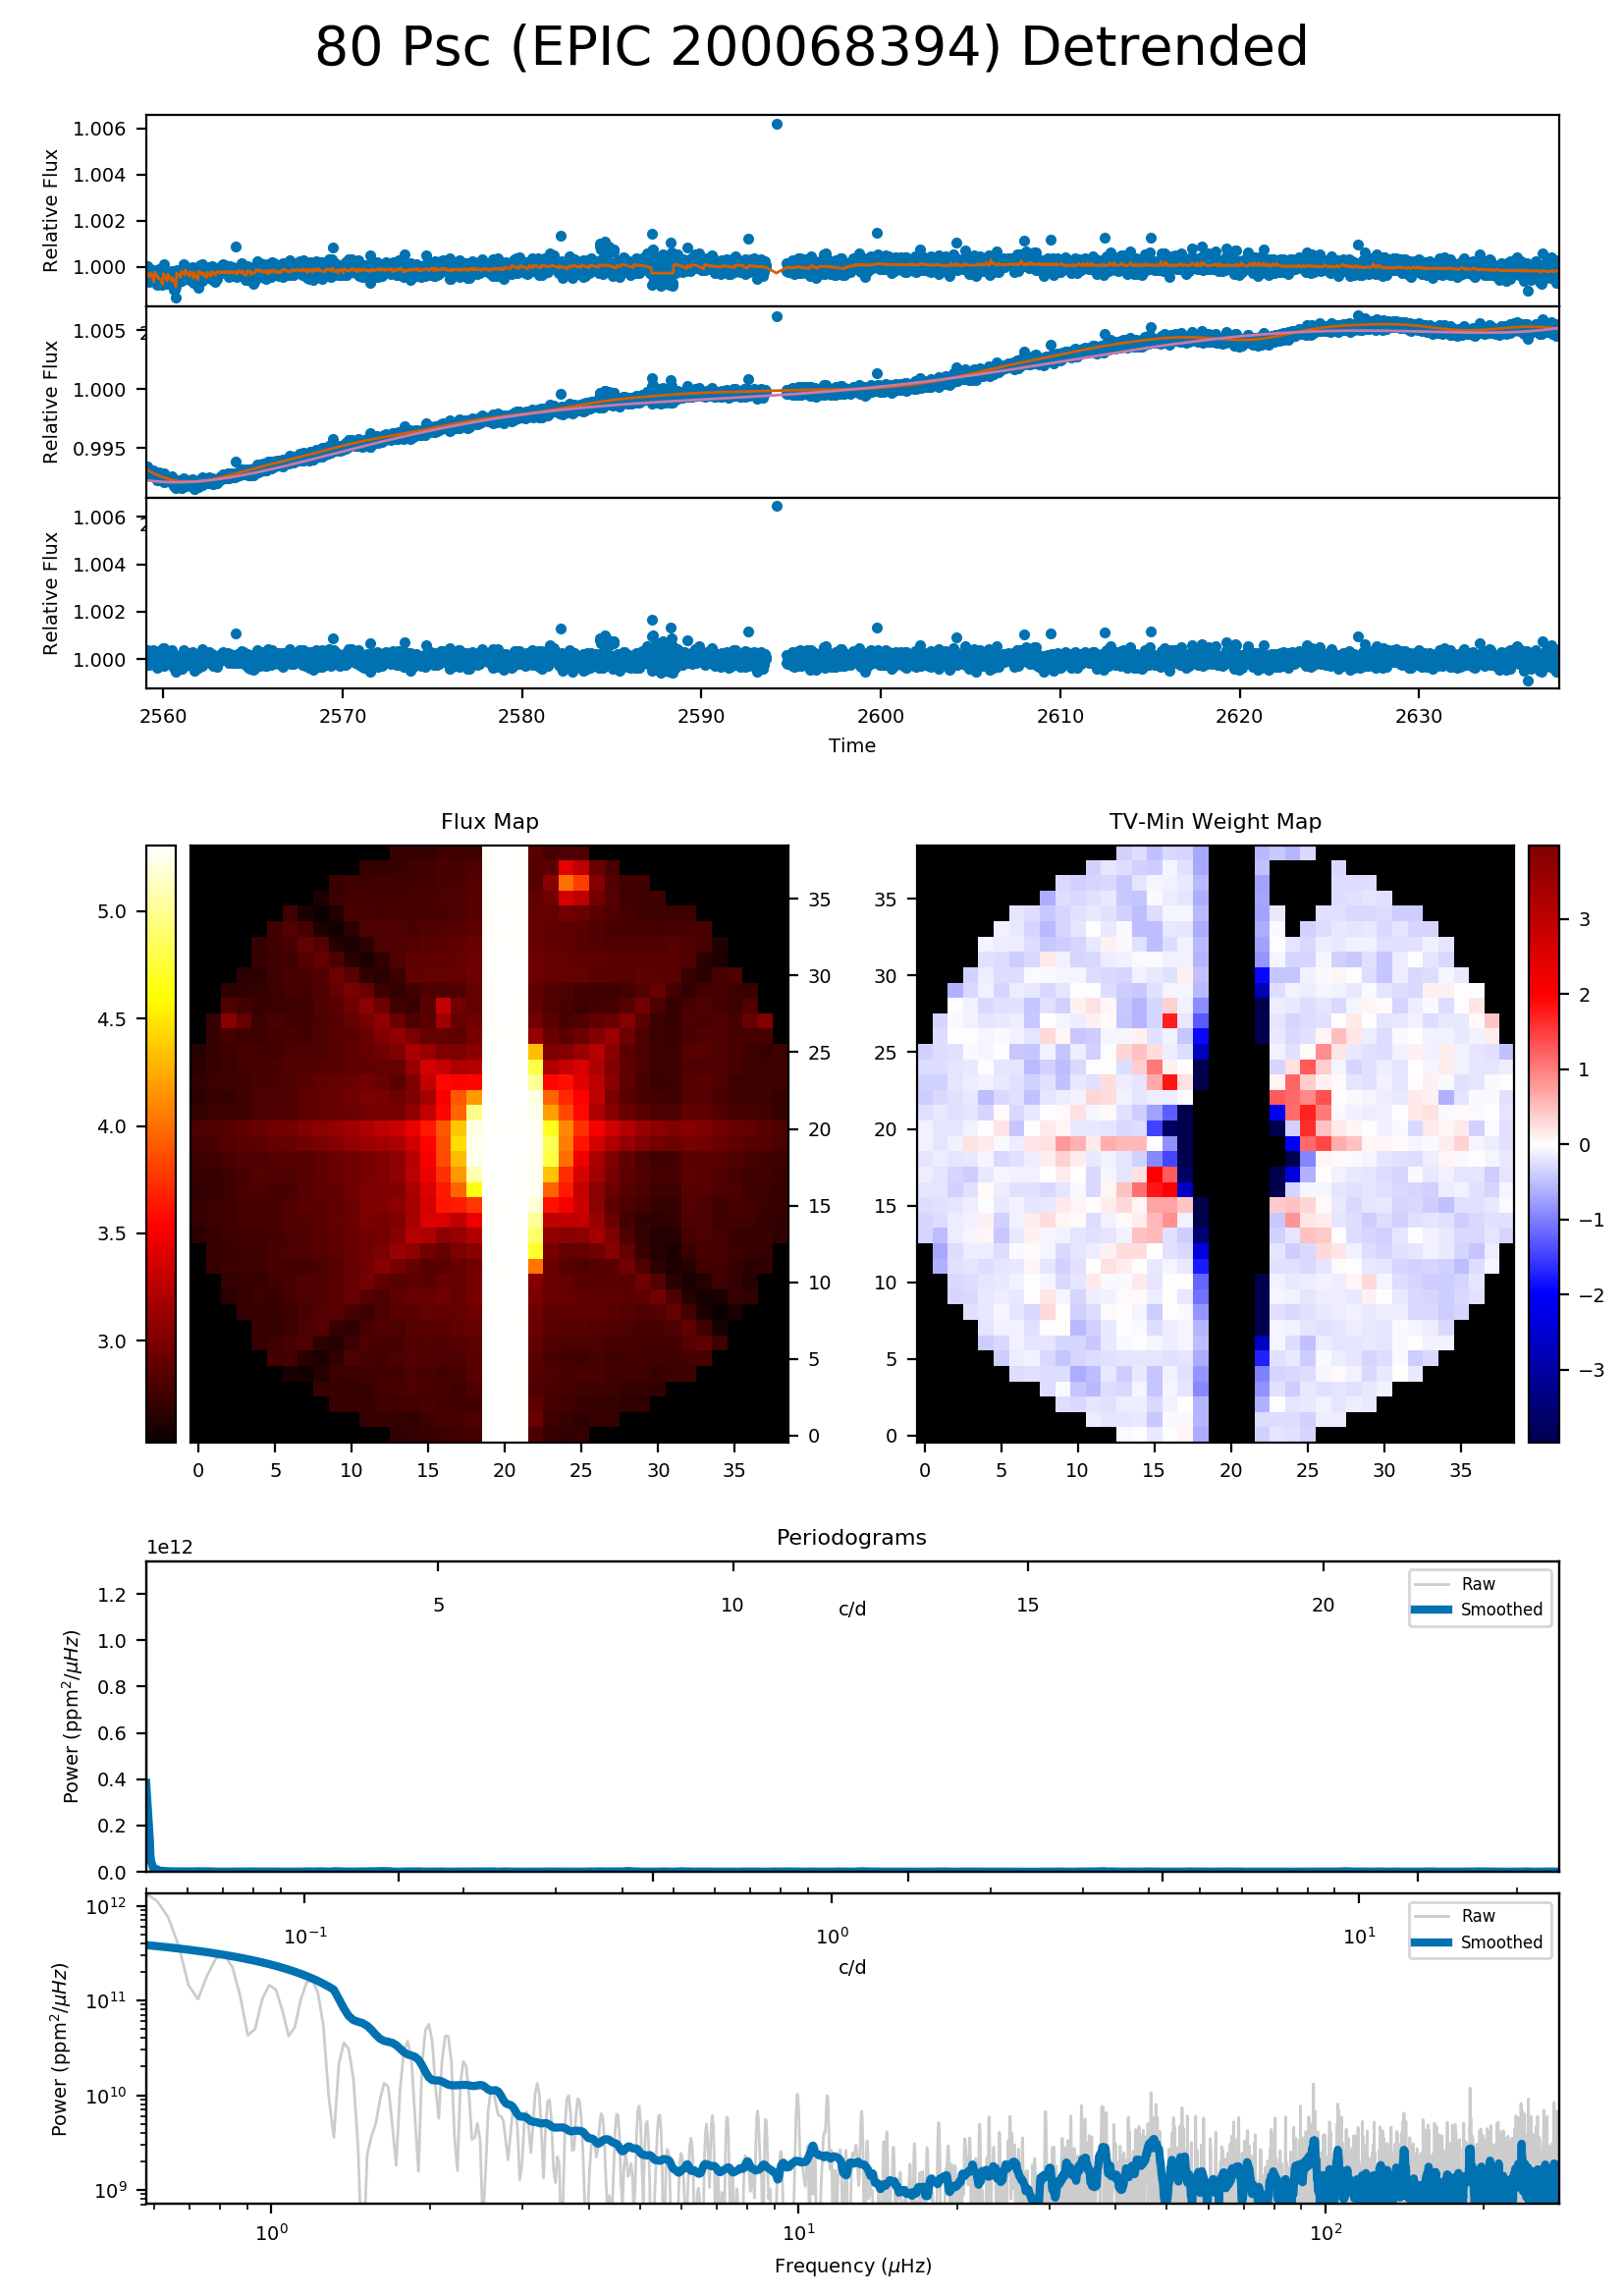 80 Psc (EPIC 200068394) Detrended
1.006
1.004
1.002
1.000
Relative Flux
1.005
1.000
0.995
Relative Flux
1.006
1.004
1.002
1.000
Relative Flux
2560 2570 2580 2590 2600 2610 2620 2630
Time
Flux Map
5.0
4.5
4.0
3.5
3.0
35
30
25
20
15
10
5
0
0 5 10 15 20 25 30 35
TV-Min Weight Map
35
30
25
20
15
10
5
0
0 5 10 15 20 25 30 35
3
2
1
0
−1
−2
−3
Periodograms
1e12
1.2
1.0
0.8
0.6
0.4
0.2
0.0
Power (ppm²/μHz)
5 10 15 20
c/d
Raw
Smoothed
10¹²
10¹¹
10¹⁰
10⁹
Power (ppm²/μHz)
10⁻¹ 10⁰ 10¹
c/d
Raw
Smoothed
10⁰ 10¹ 10²
Frequency (μHz)